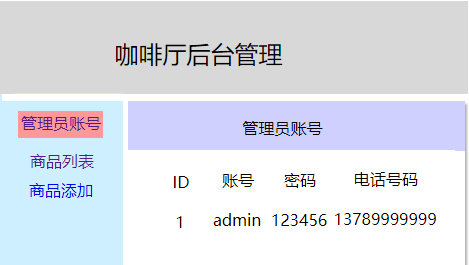 咖啡厅后台管理
管理员账号
商品列表
商品添加
管理员账号
ID 账号 密码 电话号码
1 admin 123456 13789999999